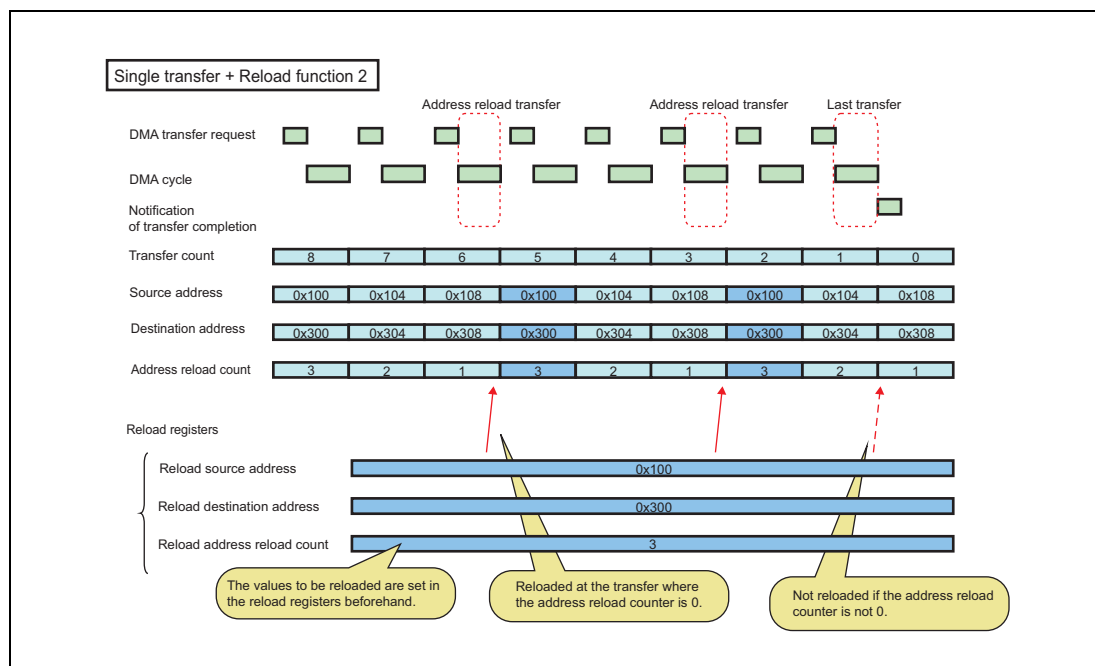 Single transfer + Reload function 2
Address reload transfer Address reload transfer Last transfer
DMA transfer request
DMA cycle
Notification
of transfer completion
Transfer count 8 7 6 5 4 3 2 1 0
Source address 0x100 0x104 0x108 0x100 0x104 0x108 0x100 0x104 0x108
Destination address 0x300 0x304 0x308 0x300 0x304 0x308 0x300 0x304 0x308
Address reload count 3 2 1 3 2 1 3 2 1
Reload registers
Reload source address 0x100
Reload destination address 0x300
Reload address reload count 3
The values to be reloaded are set in
the reload registers beforehand.
Reloaded at the transfer where
the address reload counter is 0.
Not reloaded if the address reload
counter is not 0.